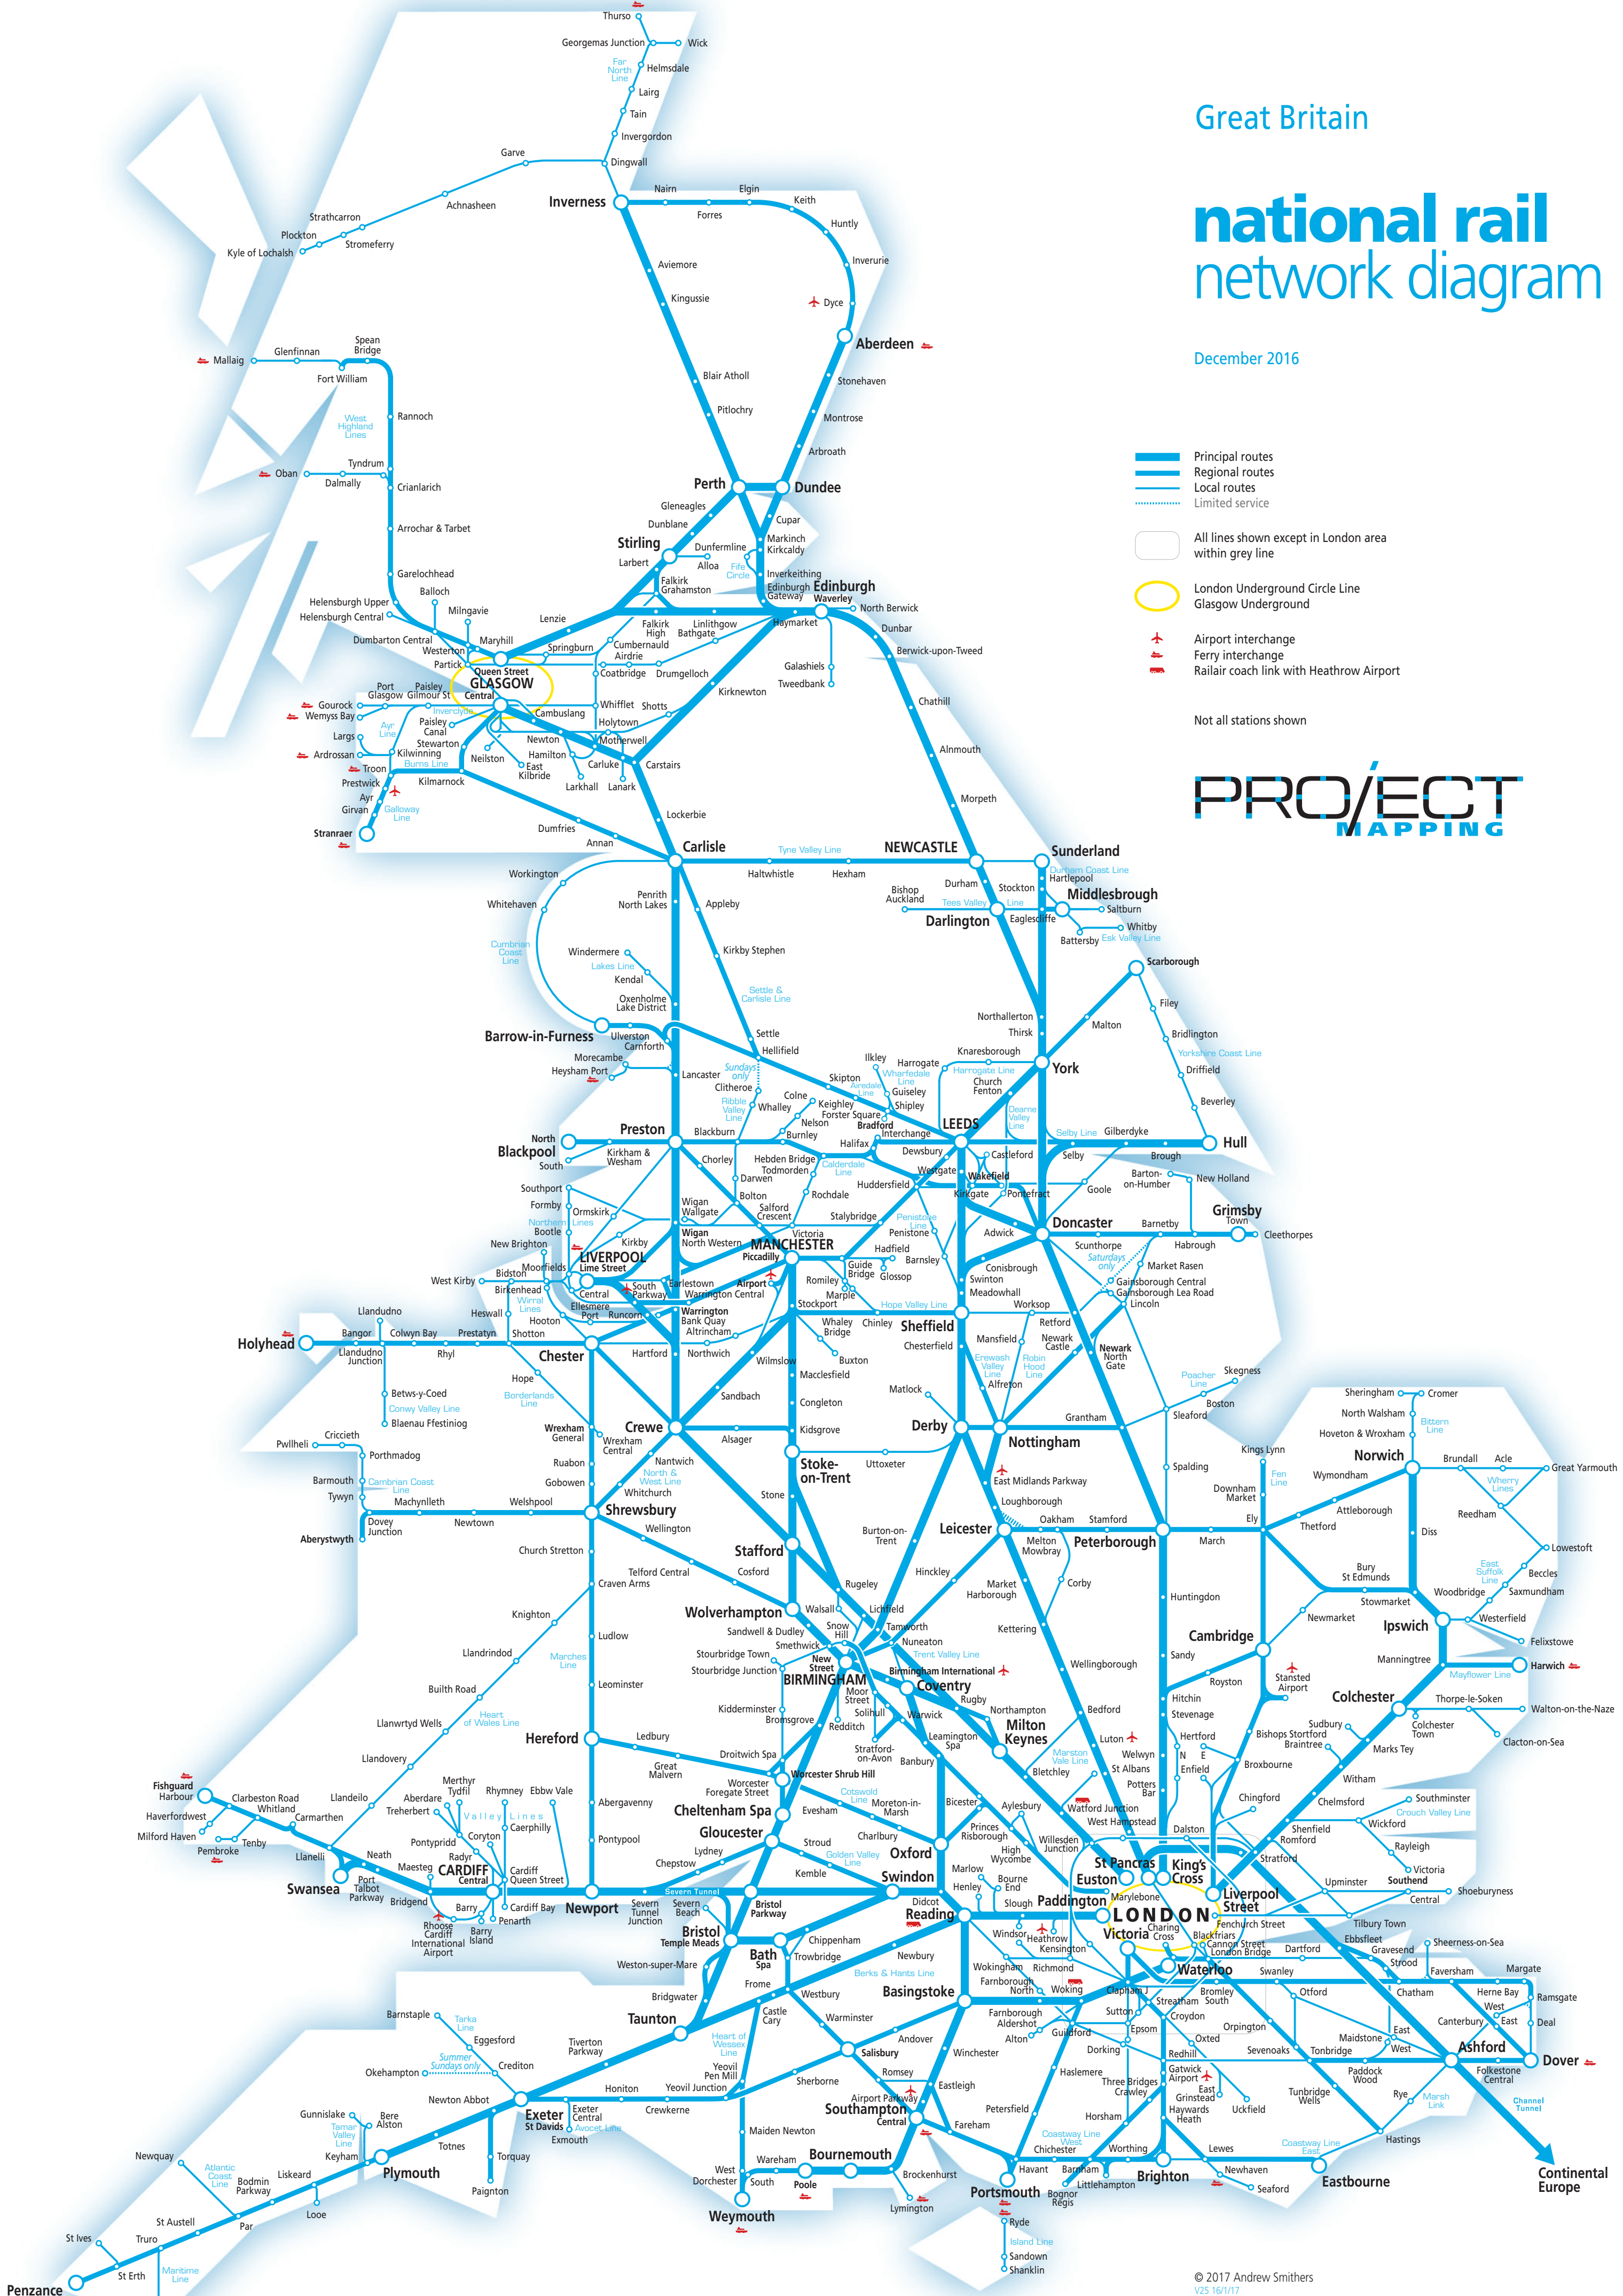 Great Britain
national rail
network diagram
December 2016
Principal routes
Regional routes
Local routes
Limited service
All lines shown except in London area
within grey line
London Underground Circle Line
Glasgow Underground
Airport interchange
Ferry interchange
Railair coach link with Heathrow Airport
Not all stations shown
PROJECT
MAPPING
Thurso
Georgemas Junction
Wick
Far
North
Line
Helmsdale
Lairg
Tain
Invergordon
Garve
Dingwall
Achnasheen
Strathcarron
Plockton
Stromeferry
Kyle of Lochalsh
Inverness
Nairn
Elgin
Forres
Keith
Huntly
Inverurie
Dyce
Aberdeen
Aviemore
Kingussie
Blair Atholl
Pitlochry
Stonehaven
Montrose
Arbroath
Mallaig
Glenfinnan
Spean
Bridge
Fort William
West
Highland
Lines
Rannoch
Oban
Tyndrum
Dalmally
Crianlarich
Arrochar & Tarbet
Garelochhead
Perth
Dundee
Gleneagles
Dunblane
Stirling
Larbert
Dunfermline
Alloa
Cupar
Markinch
Kirkcaldy
Fife
Circle
Inverkeithing
Edinburgh
Gateway
Edinburgh
Waverley
Falkirk
Grahamston
North Berwick
Haymarket
Dunbar
Berwick-upon-Tweed
Helensburgh Upper
Helensburgh Central
Balloch
Milngavie
Lenzie
Falkirk
High
Linlithgow
Bathgate
Dumbarton Central
Westerton
Maryhill
Partick
Springburn
Cumbernauld
Airdrie
Coatbridge
Drumgelloch
Galashiels
Tweedbank
Queen Street
GLASGOW
Central
Kirknewton
Port
Glasgow
Paisley
Gilmour St
Gourock
Wemyss Bay
Inverclyde
Whifflet
Shotts
Cambuslang
Holytown
Paisley
Canal
Ayr
Line
Largs
Stewarton
Newton
Motherwell
Ardrossan
Kilwinning
Neilston
Hamilton
Carluke
Carstairs
Troon
Burns Line
East
Kilbride
Prestwick
Kilmarnock
Larkhall
Lanark
Ayr
Girvan
Galloway
Line
Stranraer
Chathill
Alnmouth
Morpeth
Lockerbie
Dumfries
Annan
Carlisle
Tyne Valley Line
Haltwhistle
Hexham
NEWCASTLE
Sunderland
Durham Coast Line
Hartlepool
Durham
Stockton
Middlesbrough
Bishop
Auckland
Tees Valley
Line
Saltburn
Darlington
Eaglescliffe
Whitby
Battersby
Esk Valley Line
Workington
Whitehaven
Penrith
North Lakes
Appleby
Cumbrian
Coast
Line
Windermere
Lakes Line
Kendal
Kirkby Stephen
Oxenholme
Lake District
Settle &
Carlisle Line
Scarborough
Filey
Northallerton
Thirsk
Malton
Bridlington
Yorkshire Coast Line
Driffield
Beverley
Barrow-in-Furness
Ulverston
Carnforth
Settle
Hellifield
Morecambe
Heysham Port
Lancaster
Sundays
only
Clitheroe
Skipton
Ilkley
Harrogate
Knaresborough
York
Harrogate Line
Wharfedale
Line
Airedale
Line
Guiseley
Church
Fenton
Ribble
Valley
Line
Whalley
Colne
Keighley
Shipley
Nelson
Forster Square
Bradford
Interchange
Dearne
Valley
Line
LEEDS
Selby Line
Gilberdyke
Hull
North
Blackpool
South
Preston
Blackburn
Burnley
Halifax
Dewsbury
Castleford
Selby
Brough
Kirkham &
Wesham
Chorley
Hebden Bridge
Todmorden
Calderdale
Line
Westgate
Wakefield
Kirkgate
Pontefract
Goole
Barton-
on-Humber
New Holland
Southport
Darwen
Huddersfield
Formby
Ormskirk
Bolton
Rochdale
Northern Lines
Wigan
Wallgate
Salford
Crescent
Stalybridge
Penistone
Line
Penistone
Adwick
Doncaster
Barnetby
Grimsby
Town
Cleethorpes
Bootle
Kirkby
Wigan
North Western
Victoria
MANCHESTER
Piccadilly
Hadfield
Barnsley
Scunthorpe
Habrough
New Brighton
LIVERPOOL
Lime Street
Moorfields
Guide
Bridge
Glossop
Conisbrough
Swinton
Meadowhall
Saturdays
only
Market Rasen
West Kirby
Bidston
Birkenhead
Central
South
Parkway
Earlestown
Warrington Central
Airport
Romiley
Marple
Gainsborough Central
Gainsborough Lea Road
Lincoln
Wirral
Lines
Ellesmere
Port
Runcorn
Warrington
Bank Quay
Stockport
Hope Valley Line
Worksop
Llandudno
Heswall
Hooton
Altrincham
Whaley
Bridge
Chinley
Sheffield
Retford
Holyhead
Bangor
Colwyn Bay
Prestatyn
Shotton
Chesterfield
Mansfield
Newark
Castle
Newark
North
Gate
Llandudno
Junction
Rhyl
Chester
Hartford
Northwich
Wilmslow
Buxton
Erewash
Valley
Line
Robin
Hood
Line
Hope
Macclesfield
Skegness
Poacher
Line
Betws-y-Coed
Borderlands
Line
Sandbach
Matlock
Alfreton
Boston
Conwy Valley Line
Congleton
Blaenau Ffestiniog
Wrexham
General
Wrexham
Central
Crewe
Kidsgrove
Derby
Grantham
Sleaford
Alsager
Nottingham
Sheringham
Cromer
North Walsham
Bittern
Line
Hoveton & Wroxham
Pwllheli
Criccieth
Porthmadog
Ruabon
Nantwich
Stoke-
on-Trent
Uttoxeter
Kings Lynn
Norwich
Brundall
Acle
Great Yarmouth
Barmouth
Cambrian Coast
Line
Gobowen
North &
West Line
Whitchurch
East Midlands Parkway
Spalding
Fen
Line
Wymondham
Wherry
Lines
Tywyn
Machynlleth
Welshpool
Stone
Loughborough
Downham
Market
Attleborough
Reedham
Dovey
Junction
Newtown
Shrewsbury
Aberystwyth
Wellington
Burton-on-
Trent
Leicester
Oakham
Stamford
Ely
Thetford
Diss
Church Stretton
Stafford
Melton
Mowbray
Peterborough
March
Lowestoft
Telford Central
Cosford
Hinckley
Market
Harborough
Corby
Bury
St Edmunds
East
Suffolk
Line
Beccles
Craven Arms
Rugeley
Huntingdon
Stowmarket
Woodbridge
Saxmundham
Knighton
Wolverhampton
Walsall
Lichfield
Kettering
Newmarket
Ipswich
Westerfield
Ludlow
Sandwell & Dudley
Snow
Hill
Tamworth
Cambridge
Felixstowe
Llandrindod
Marches
Line
Smethwick
Nuneaton
Trent Valley Line
Sandy
Manningtree
Harwich
Stourbridge Town
Stourbridge Junction
New
Street
BIRMINGHAM
Birmingham International
Wellingborough
Royston
Stansted
Airport
Mayflower Line
Builth Road
Leominster
Kidderminster
Moor
Street
Coventry
Rugby
Hitchin
Colchester
Thorpe-le-Soken
Walton-on-the-Naze
Heart
of Wales Line
Bromsgrove
Redditch
Solihull
Warwick
Northampton
Bedford
Stevenage
Sudbury
Colchester
Town
Clacton-on-Sea
Llanwrtyd Wells
Hereford
Ledbury
Droitwich Spa
Stratford-
on-Avon
Leamington
Spa
Milton
Keynes
Luton
Hertford
N
E
Bishops Stortford
Braintree
Marks Tey
Llandovery
Great
Malvern
Banbury
Marston
Vale Line
Welwyn
Broxbourne
Fishguard
Harbour
Merthyr
Tydfil
Rhymney
Ebbw Vale
Worcester
Foregate Street
Worcester Shrub Hill
Bletchley
St Albans
Enfield
Witham
Clarbeston Road
Whitland
Llandeilo
Aberdare
Treherbert
Abergavenny
Cheltenham Spa
Cotswold
Line
Evesham
Moreton-in-
Marsh
Bicester
Aylesbury
Watford Junction
Potters
Bar
Chingford
Chelmsford
Southminster
Haverfordwest
Carmarthen
Valley Lines
Caerphilly
Gloucester
Princes
Risborough
West Hampstead
Wickford
Crouch Valley Line
Milford Haven
Tenby
Pontypridd
Coryton
Pontypool
Stroud
Charlbury
High
Wycombe
Willesden
Junction
Dalston
Shenfield
Romford
Pembroke
Neath
Radyr
Lydney
Golden Valley
Line
Oxford
Rayleigh
Llanelli
Maesteg
CARDIFF
Central
Cardiff
Queen Street
Chepstow
Kemble
Swindon
Marlow
Bourne
End
St Pancras
King's
Cross
Stratford
Victoria
Southend
Central
Shoeburyness
Swansea
Port
Talbot
Parkway
Bridgend
Severn Tunnel
Didcot
Henley
Slough
Euston
Marylebone
Liverpool
Street
Upminster
Barry
Cardiff Bay
Penarth
Newport
Severn
Tunnel
Junction
Severn
Beach
Bristol
Parkway
Reading
Paddington
LONDON
Fenchurch Street
Tilbury Town
Rhoose
Cardiff
International
Airport
Barry
Island
Bristol
Temple Meads
Chippenham
Windsor
Heathrow
Victoria
Charing
Cross
Blackfriars
Cannon Street
London Bridge
Ebbsfleet
Dartford
Gravesend
Sheerness-on-Sea
Bath
Spa
Trowbridge
Newbury
Kensington
Strood
Weston-super-Mare
Berks & Hants Line
Wokingham
Richmond
Waterloo
Swanley
Faversham
Margate
Frome
Westbury
Basingstoke
Farnborough
North
Woking
Clapham J
Bromley
South
Otford
Chatham
Herne Bay
Ramsgate
Bridgwater
Castle
Cary
Warminster
Farnborough
Aldershot
Sutton
Streatham
Croydon
West
East
Canterbury
Deal
Barnstaple
Tarka
Line
Taunton
Andover
Alton
Guildford
Epsom
Orpington
Maidstone
East
West
Eggesford
Tiverton
Parkway
Heart of
Wessex
Line
Salisbury
Winchester
Dorking
Oxted
Redhill
Sevenoaks
Tonbridge
Ashford
Dover
Summer
Sundays only
Okehampton
Crediton
Yeovil
Pen Mill
Sherborne
Romsey
Haslemere
Gatwick
Airport
Paddock
Wood
Folkestone
Central
Newton Abbot
Honiton
Yeovil Junction
Airport Parkway
Eastleigh
Three Bridges
Crawley
East
Grinstead
Uckfield
Tunbridge
Wells
Rye
Marsh
Link
Channel
Tunnel
Gunnislake
Bere
Alston
Exeter
St Davids
Exeter
Central
Avocet Line
Exmouth
Crewkerne
Southampton
Central
Petersfield
Horsham
Haywards
Heath
Tamar
Valley
Line
Keyham
Totnes
Maiden Newton
Fareham
Coastway Line
West
Coastway Line
East
Hastings
Newquay
Plymouth
Torquay
Paignton
Wareham
Bournemouth
Chichester
Worthing
Lewes
Atlantic
Coast
Line
Bodmin
Parkway
Liskeard
West
Dorchester
South
Poole
Brockenhurst
Havant
Barnham
Littlehampton
Brighton
Newhaven
Seaford
Eastbourne
Continental
Europe
Looe
Weymouth
Lymington
Portsmouth
Bognor
Regis
St Austell
Par
Ryde
Island Line
St Ives
Truro
Sandown
Shanklin
St Erth
Maritime
Line
Penzance
© 2017 Andrew Smithers
V25 16/1/17